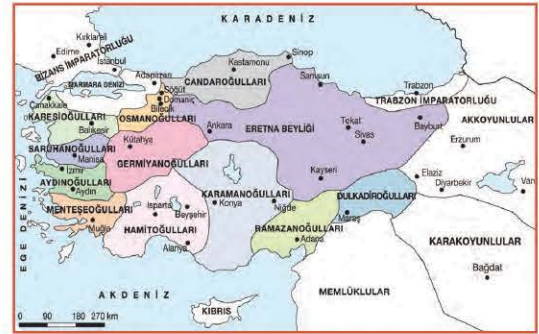 KARADENİZ
Kırklareli
Edirne
BİZANS İMPARATORLUĞU
İstanbul
MARMARA DENİZİ
Çanakkale
Adapazarı
Söğüt
Domaniç
Bilecik
Kastamonu
Sinop
CANDAROĞULLARI
Samsun
Trabzon
TRABZON İMPARATORLUĞU
KARESİOĞULLARI
Balıkesir
OSMANOĞULLARI
Ankara
ERETNA BEYLİĞİ
Tokat
Sivas
Bayburt
AKKOYUNLULAR
Erzurum
SARUHANOĞULLARI
Manisa
Kütahya
GERMİYANOĞULLARI
İzmir
AYDINOĞULLARI
Aydın
Kayseri
Elazığ
Diyarbekir
Van
KARAMANOĞULLARI
Konya
Niğde
DULKADİROĞULLARI
Maraş
MENTEŞEOĞULLARI
Muğla
Isparta
Beyşehir
HAMİTOĞULLARI
Alanya
RAMAZANOĞULLARI
Adana
KARAKOYUNLULAR
Bağdat
EGE DENİZİ
AKDENİZ
KIBRIS
MEMLÜKLULAR
0 90 180 270 km